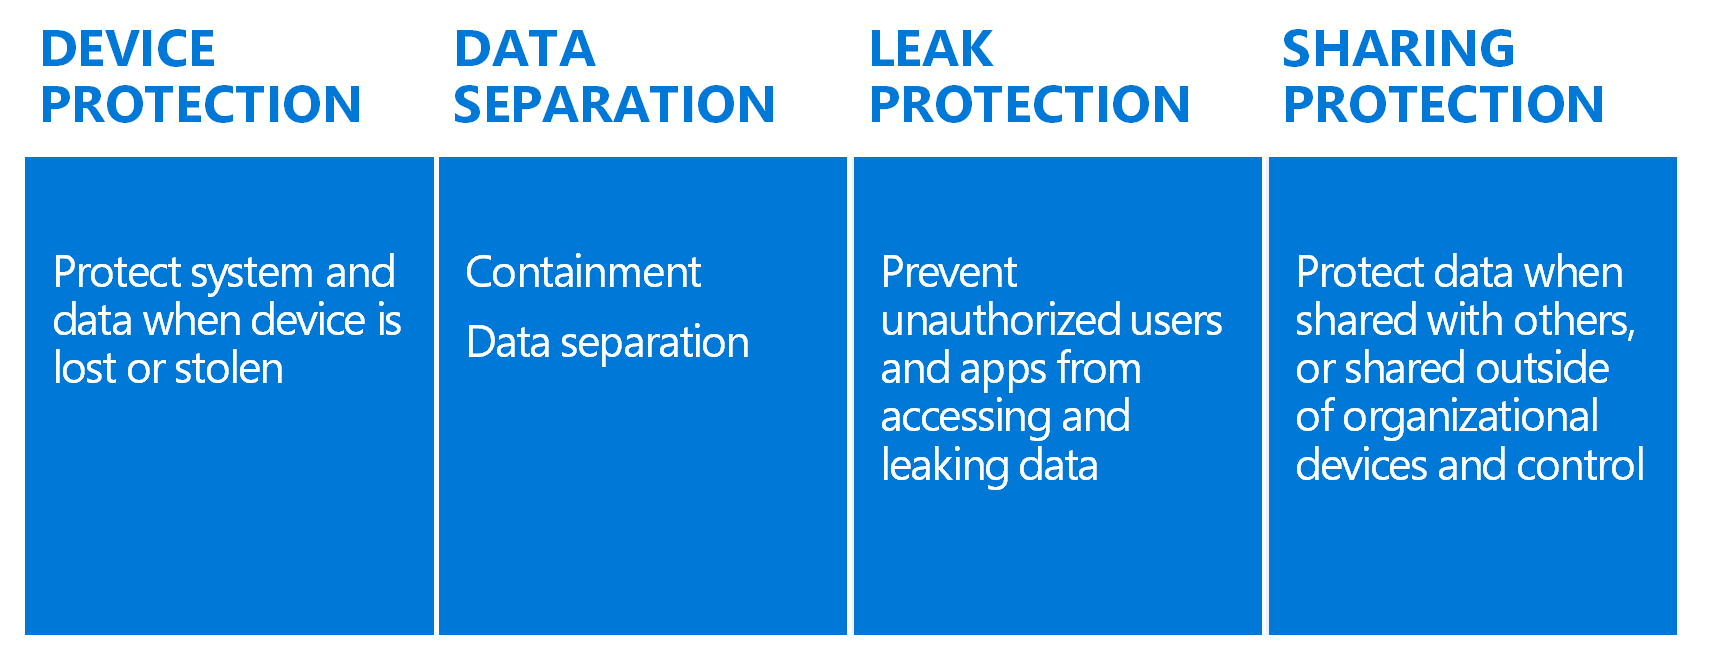 DEVICE
PROTECTION
Protect system and
data when device is
lost or stolen
DATA
SEPARATION
Containment
Data separation
LEAK
PROTECTION
Prevent
unauthorized users
and apps from
accessing and
leaking data
SHARING
PROTECTION
Protect data when
shared with others,
or shared outside
of organizational
devices and control